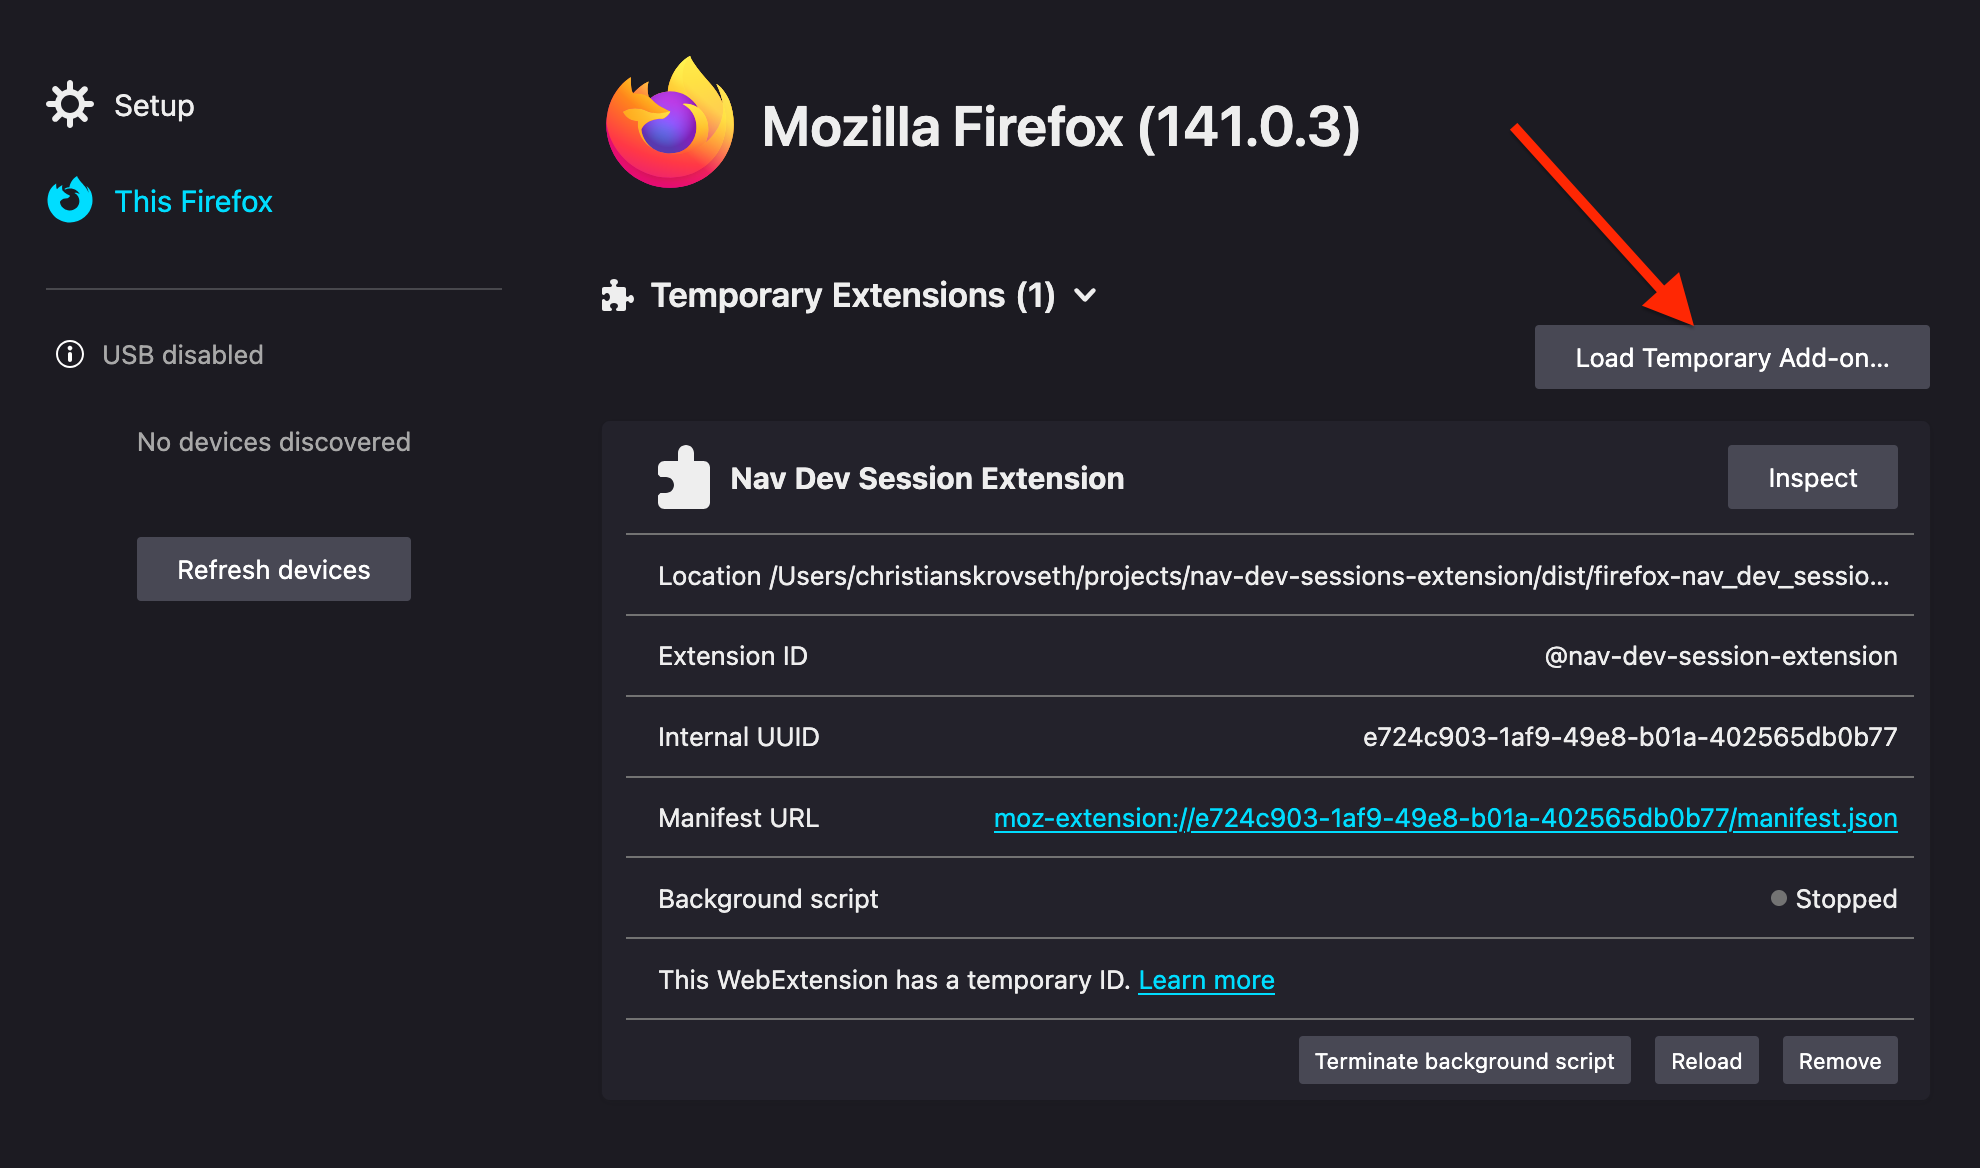 Setup
This Firefox
USB disabled
No devices discovered
Refresh devices
Mozilla Firefox (141.0.3)
Temporary Extensions (1)
Load Temporary Add-on...
Nav Dev Session Extension
Inspect
Location /Users/christianskrovseth/projects/nav-dev-sessions-extension/dist/firefox-nav_dev_sessio...
Extension ID @nav-dev-session-extension
Internal UUID e724c903-1af9-49e8-b01a-402565db0b77
Manifest URL moz-extension://e724c903-1af9-49e8-b01a-402565db0b77/manifest.json
Background script Stopped
This WebExtension has a temporary ID. Learn more
Terminate background script Reload Remove